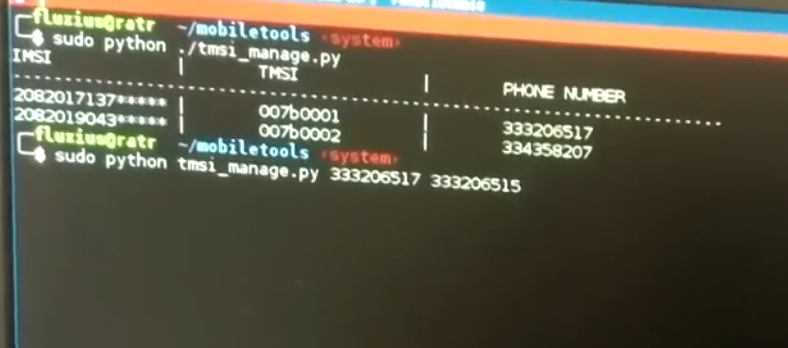 fluxius@ratr ~/mobiletools ‹system›
$ sudo python ./tmsi_manage.py
IMSI | TMSI | PHONE NUMBER
--------------------------------------------------------------------------------
2082017137***** | 007b0001 | 333206517
2082019043***** | 007b0002 | 334358207
fluxius@ratr ~/mobiletools ‹system›
$ sudo python tmsi_manage.py 333206517 333206515